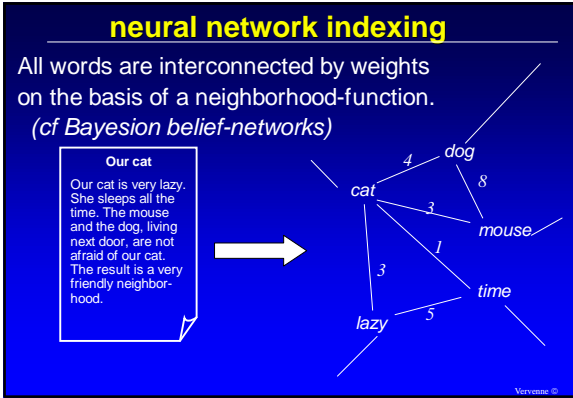 neural network indexing
All words are interconnected by weights
on the basis of a neighborhood-function.
(cf Bayesion belief-networks)
Our cat
Our cat is very lazy.
She sleeps all the
time. The mouse
and the dog, living
next door, are not
afraid of our cat.
The result is a very
friendly neighbor-
hood.
dog
4
8
cat
3
mouse
1
3
time
5
lazy
Vervenne ©